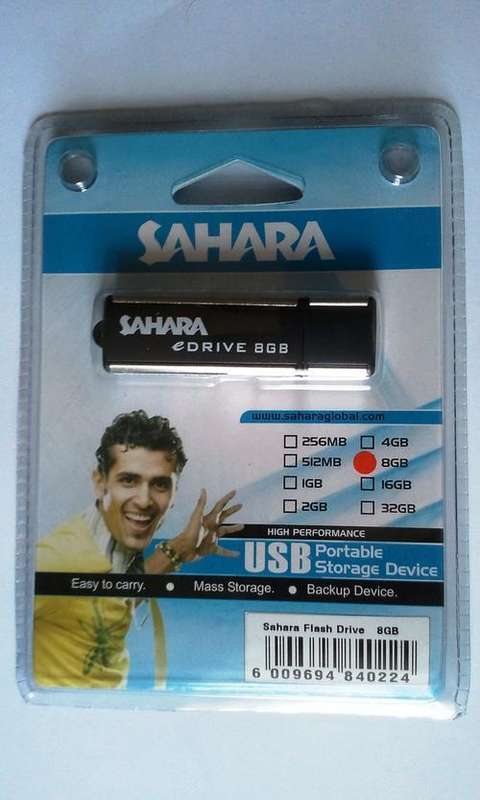 SAHARA
SAHARA
eDRIVE 8GB
www.saharaglobal.com
256MB 4GB
512MB 8GB
1GB 16GB
2GB 32GB
HIGH PERFORMANCE
USB Portable
Storage Device
Easy to carry. • Mass Storage. • Backup Device.
Sahara Flash Drive 8GB
6 009694 840224